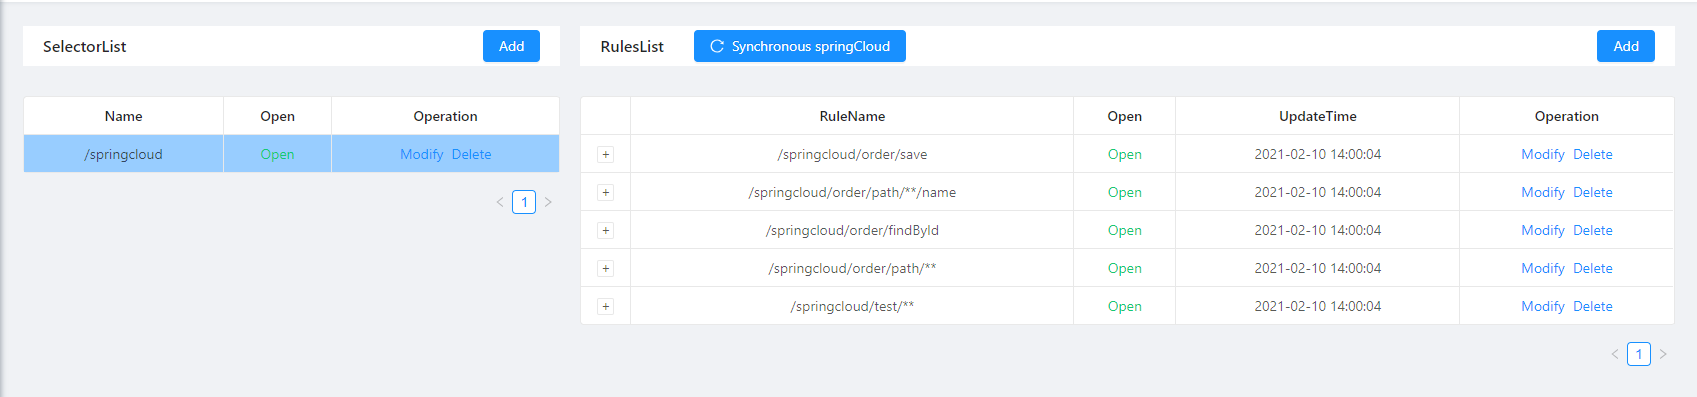 SelectorList Add
RulesList Synchronous springCloud Add
Name Open Operation
/springcloud Open Modify Delete
< 1 >
RuleName Open UpdateTime Operation
+ /springcloud/order/save Open 2021-02-10 14:00:04 Modify Delete
+ /springcloud/order/path/**/name Open 2021-02-10 14:00:04 Modify Delete
+ /springcloud/order/findById Open 2021-02-10 14:00:04 Modify Delete
+ /springcloud/order/path/** Open 2021-02-10 14:00:04 Modify Delete
+ /springcloud/test/** Open 2021-02-10 14:00:04 Modify Delete
< 1 >